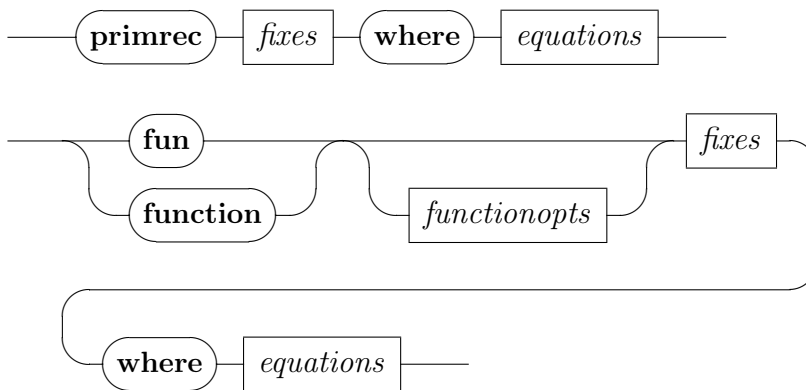 primrec fixes where equations
fun fixes
function functionopts
where equations